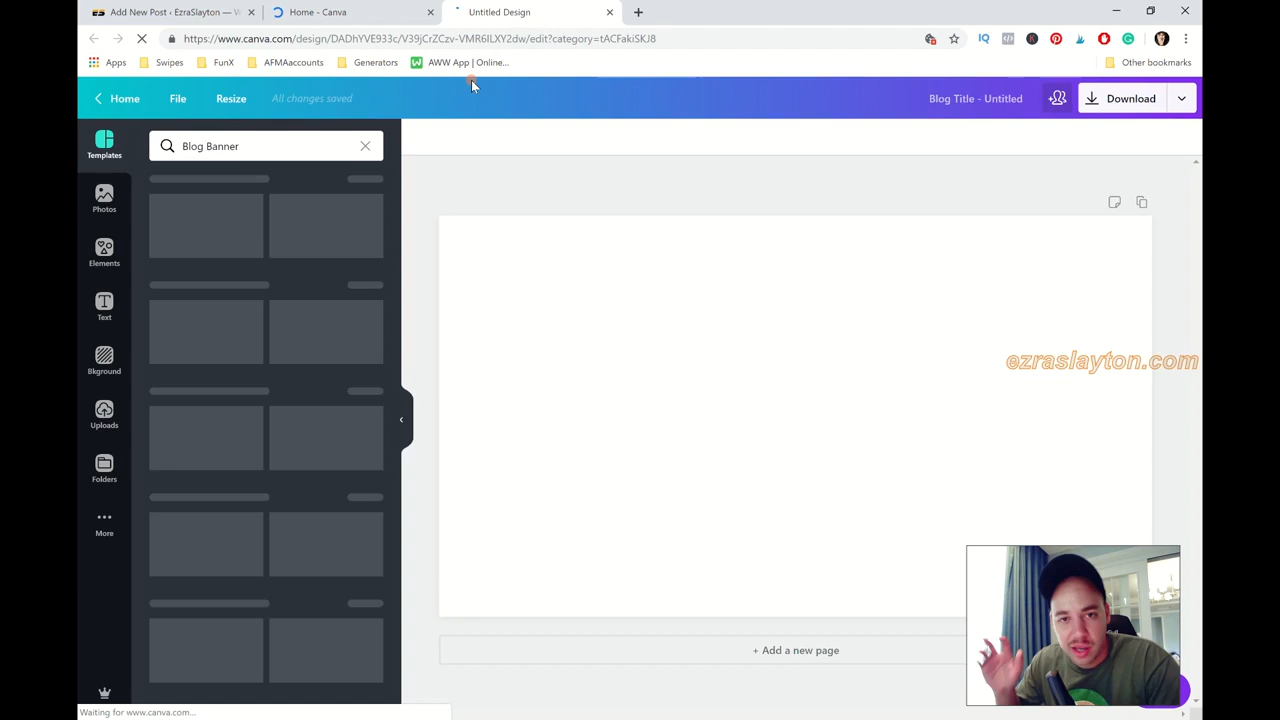 Add New Post ‹ EzraSlayton — W
Home - Canva
Untitled Design
https://www.canva.com/design/DADhYVE933c/V39jCrZCzv-VMR6ILXY2dw/edit?category=tACFakiSKJ8
Apps
Swipes
FunX
AFMAaccounts
Generators
AWW App | Online...
Other bookmarks
Home
File
Resize
All changes saved
Blog Title - Untitled
Download
Templates
Blog Banner
Photos
Elements
Text
Bkground
Uploads
Folders
More
ezraslayton.com
+ Add a new page
Waiting for www.canva.com...